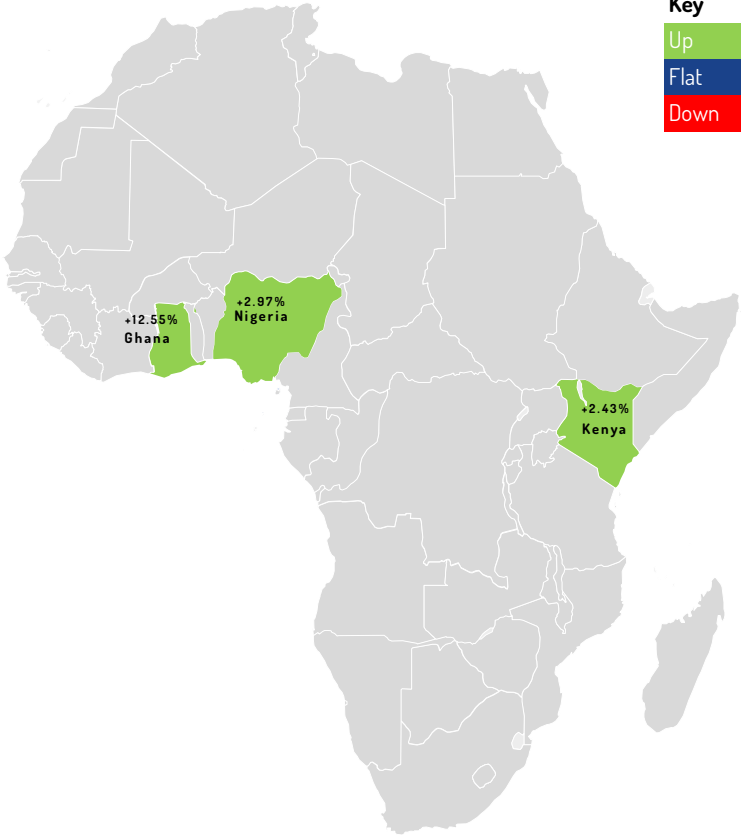 Key
Up
Flat
Down
+2.97%
Nigeria
+12.55%
Ghana
+2.43%
Kenya